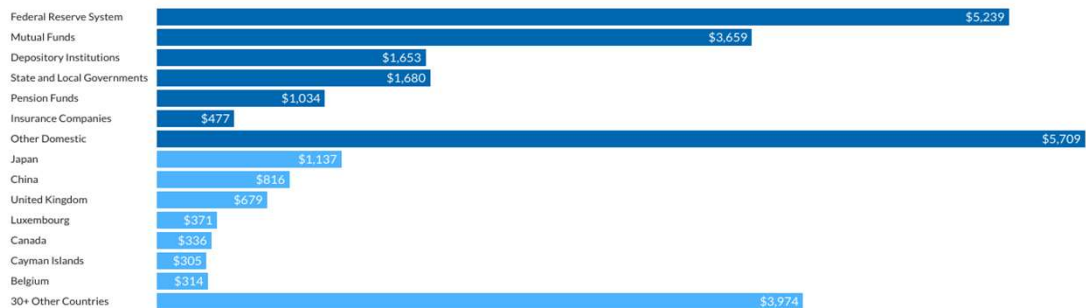 Federal Reserve System $5,239
Mutual Funds $3,659
Depository Institutions $1,653
State and Local Governments $1,680
Pension Funds $1,034
Insurance Companies $477
Other Domestic $5,709
Japan $1,137
China $816
United Kingdom $679
Luxembourg $371
Canada $336
Cayman Islands $305
Belgium $314
30+ Other Countries $3,974